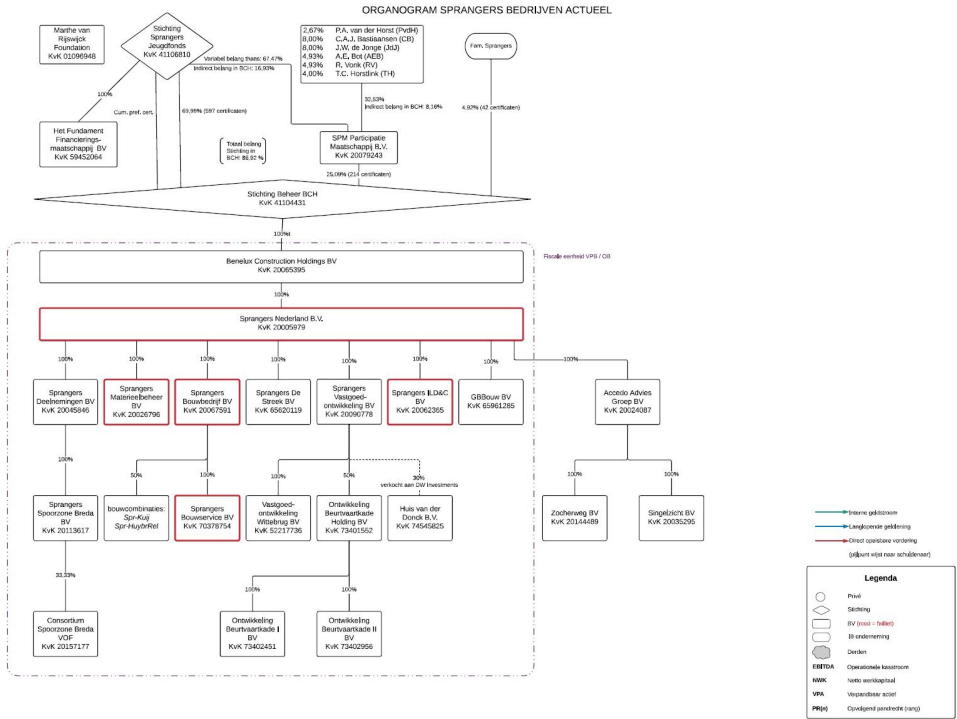 ORGANOGRAM SPRANGERS BEDRIJVEN ACTUEEL
Marthe van
Rijswijck
Foundation
KvK 01096948
Stichting
Sprangers
Jeugdfonds
KvK 41106810
2,67% P.A. van der Horst (PvdH)
8,00% C.A.J. Bastiaansen (CB)
8,00% J.W. de Jonge (JdJ)
4,93% A.E. Bot (AEB)
4,93% R. Vonk (RV)
4,00% T.C. Horstink (TH)
Fam. Sprangers
Variabel belang thans: 67,47%
Indirect belang in BCH: 16,93%
100%
Cum. pref. cert.
69,99% (597 certificaten)
32,53%
Indirect belang in BCH: 8,16%
4,92% (42 certificaten)
Het Fundament
Financierings-
maatschappij BV
KvK 59452064
Totaal belang
Stichting in
BCH: 86,92 %
SPM Participatie
Maatschappij B.V.
KvK 20079243
25,09% (214 certificaten)
Stichting Beheer BCH
KvK 41104431
100%
Benelux Construction Holdings BV
KvK 20065395
Fiscale eenheid VPB / OB
100%
Sprangers Nederland B.V.
KvK 20005979
100%
100%
100%
100%
100%
100%
100%
100%
Sprangers
Deelnemingen BV
KvK 20045846
Sprangers
Materieelbeheer
BV
KvK 20026796
Sprangers
Bouwbedrijf BV
KvK 20067591
Sprangers De
Streek BV
KvK 65620119
Sprangers
Vastgoed-
ontwikkeling BV
KvK 20090778
Sprangers ILD&C
BV
KvK 20062365
GBBouw BV
KvK 65961285
Accedo Advies
Groep BV
KvK 20024087
100%
50%
100%
100%
50%
30%
verkocht aan DW Investments
100%
100%
Sprangers
Spoorzone Breda
BV
KvK 20113617
bouwcombinaties:
Spr-Kuij
Spr-HuybrRel
Sprangers
Bouwservice BV
KvK 70378754
Vastgoed-
ontwikkeling
Wittebrug BV
KvK 52217736
Ontwikkeling
Beurtvaartkade
Holding BV
KvK 73401552
Huis van der
Donck B.V.
KvK 74545825
Zocherweg BV
KvK 20144489
Singelzicht BV
KvK 20035295
33,33%
100%
100%
Consortium
Spoorzone Breda
VOF
KvK 20157177
Ontwikkeling
Beurtvaartkade I
BV
KvK 73402451
Ontwikkeling
Beurtvaartkade II
BV
KvK 73402956
Interne geldstroom
Langlopende geldlening
Direct opeisbare vordering
(pijlpunt wijst naar schuldenaar)
Legenda
Privé
Stichting
BV (rood = failliet)
IB onderneming
Derden
EBITDA Operationele kasstroom
NWK Netto werkkapitaal
VPA Verpandbaar actief
PR(n) Opvolgend pandrecht (rang)